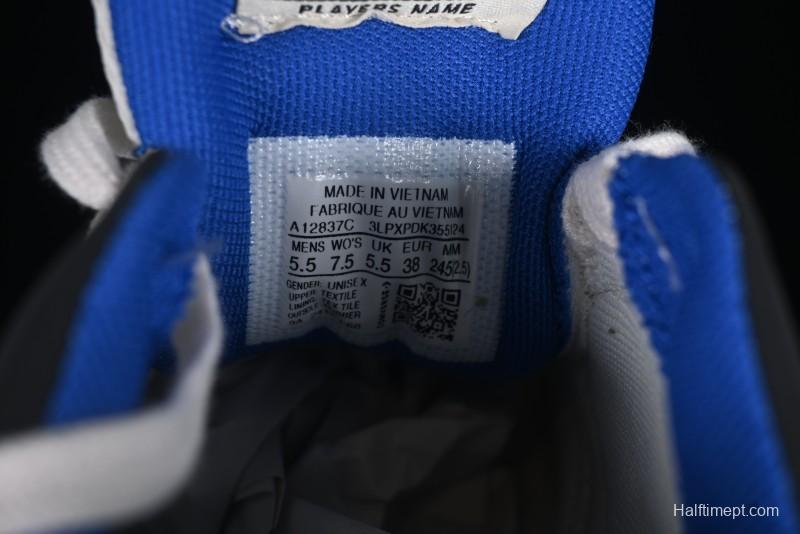 PLAYERS NAME
MADE IN VIETNAM
FABRIQUE AU VIETNAM
A12837C 3LPXPDK355124
MENS WO'S UK EUR MM
5.5 7.5 5.5 38 245(2.5)
GENDER: UNISEX
UPPER: TEXTILE
LINING:
CONVERSE
Halftimept.com